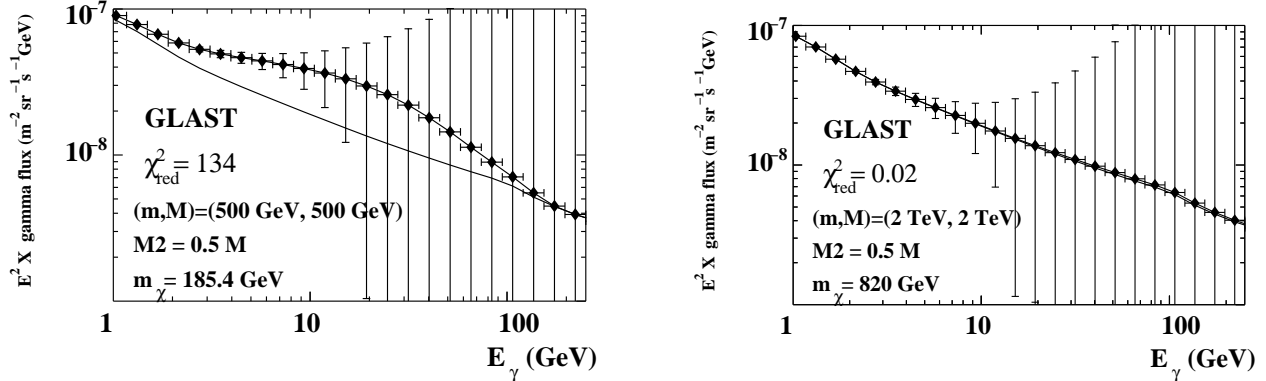 10⁻⁷
10⁻⁸
E² X gamma flux (m⁻² sr⁻¹ s⁻¹ GeV)
GLAST
χ²red = 134
(m,M)=(500 GeV, 500 GeV)
M2 = 0.5 M
mχ = 185.4 GeV
1 10 100
Eγ (GeV)
10⁻⁷
10⁻⁸
E² X gamma flux (m⁻² sr⁻¹ s⁻¹ GeV)
GLAST
χ²red = 0.02
(m,M)=(2 TeV, 2 TeV)
M2 = 0.5 M
mχ = 820 GeV
1 10 100
Eγ (GeV)